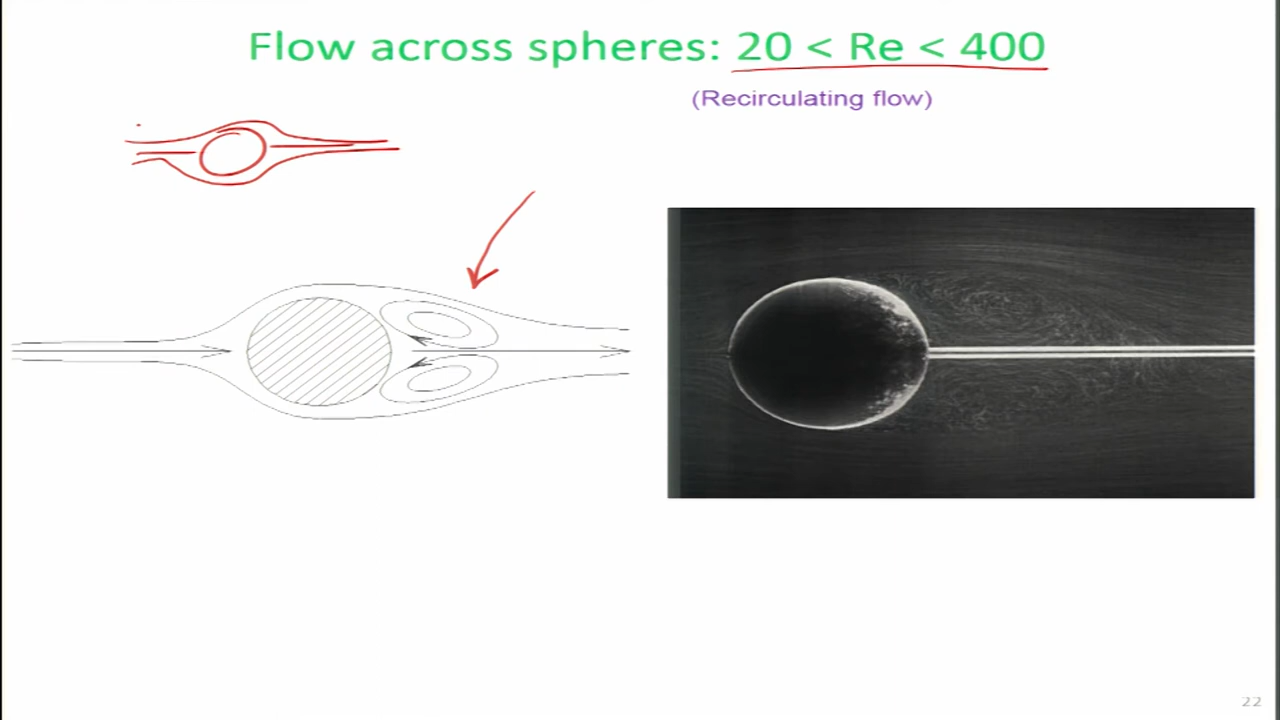 Flow across spheres: 20 < Re < 400
(Recirculating flow)
22